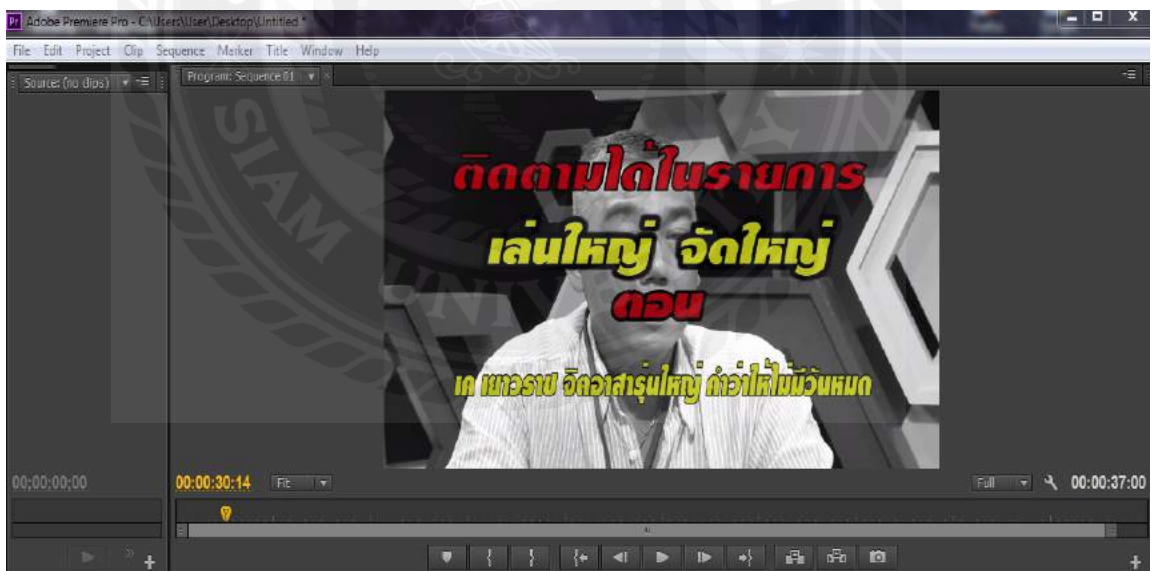 Pr Adobe Premiere Pro - C:\Users\User\Desktop\Untitled *
File Edit Project Clip Sequence Marker Title Window Help
Source: (no clips)
Program: Sequence 01
ติดตามได้ในรายการ
เล่นใหญ่ จัดใหญ่
ตอน
เค เยาวราช จิตอาสารุ่นใหญ่ คำว่าให้ไม่มีวันหมด
00;00;00;00
00:00:30:14 Fit
Full 00:00:37:00
SIAM UNIVERSITY